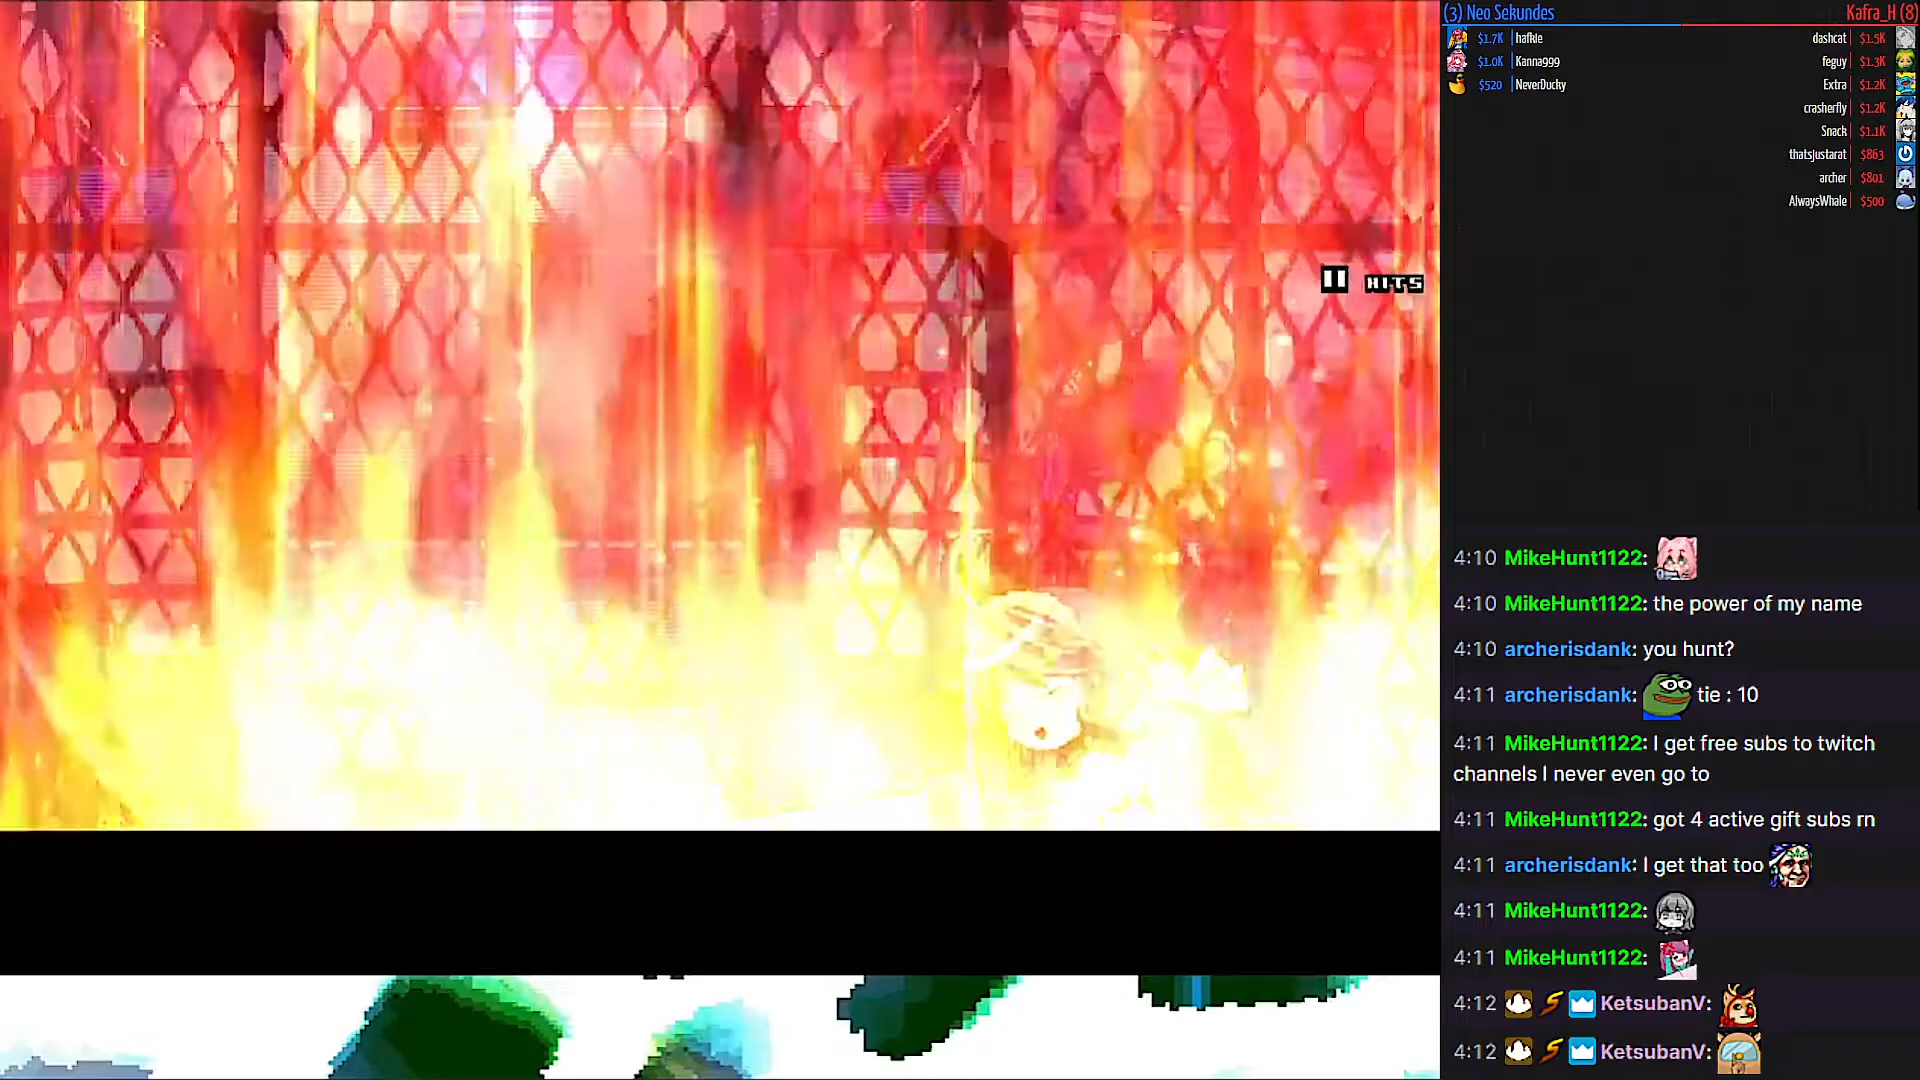 (3) Neo Sekundes
Kafra_H (8)
$1.7K hafkle
$1.0K Kanna999
$520 NeverDucky
dashcat $1.5K
feguy $1.3K
Extra $1.2K
crasherfly $1.2K
Snack $1.1K
thatsjustarat $863
archer $801
AlwaysWhale $500
HITS
4:10 MikeHunt1122:
4:10 MikeHunt1122: the power of my name
4:10 archerisdank: you hunt?
4:11 archerisdank: tie : 10
4:11 MikeHunt1122: I get free subs to twitch
channels I never even go to
4:11 MikeHunt1122: got 4 active gift subs rn
4:11 archerisdank: I get that too
4:11 MikeHunt1122:
4:11 MikeHunt1122:
4:12 KetsubanV:
4:12 KetsubanV: